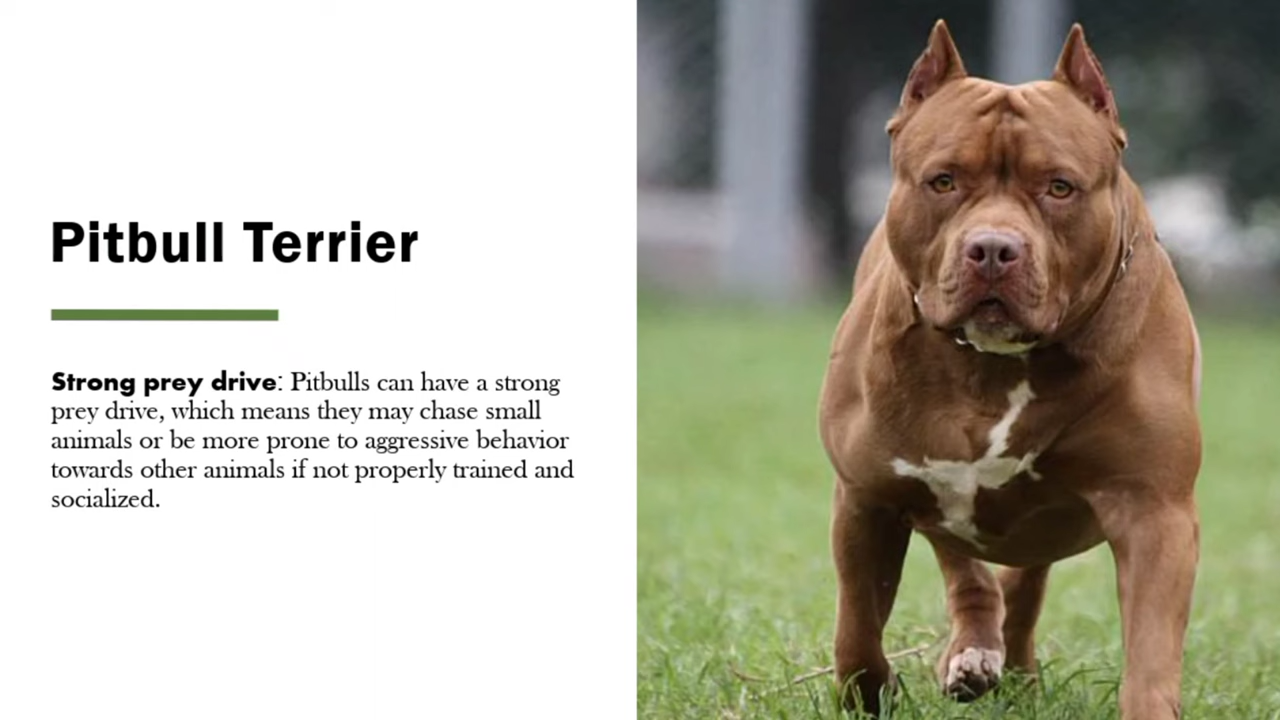 Pitbull Terrier
Strong prey drive: Pitbulls can have a strong
prey drive, which means they may chase small
animals or be more prone to aggressive behavior
towards other animals if not properly trained and
socialized.